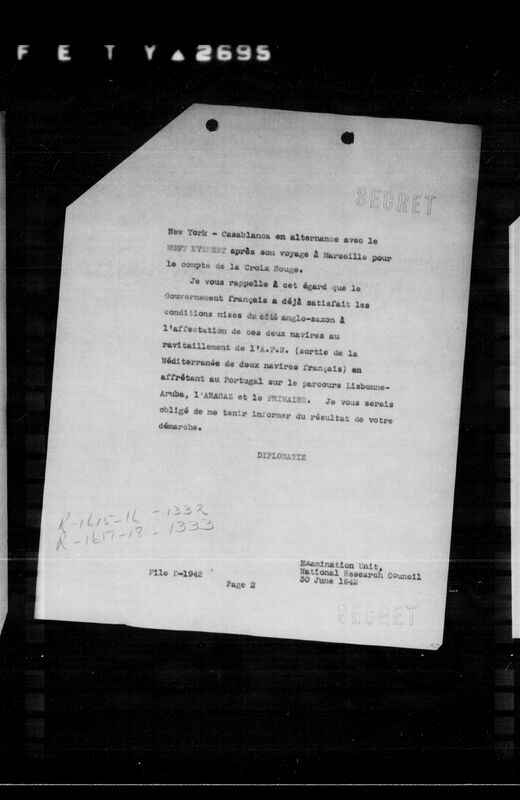 F E T Y ▲ 2695
SECRET
New York - Casablanca en alternance avec le
MONT EVEREST après son voyage à Marseille pour
le compte de la Croix Rouge.
Je vous rappelle à cet égard que le
Gouvernement français a déjà satisfait les
conditions mises du côté anglo-saxon à
l'affectation de ces deux navires au
ravitaillement de l'A.F.N. (sortie de la
Méditerranée de deux navires français) en
affrétant au Portugal sur le parcours Lisbonne-
Aruba, l'ARAGAZ et le PRIMAIRE. Je vous serais
obligé de me tenir informer du résultat de votre
démarche.
DIPLOMATIE
R-1615-16 - 1332
R-1617-18 - 1333
File D-1942
Page 2
Examination Unit,
National Research Council
30 June 1942
SECRET